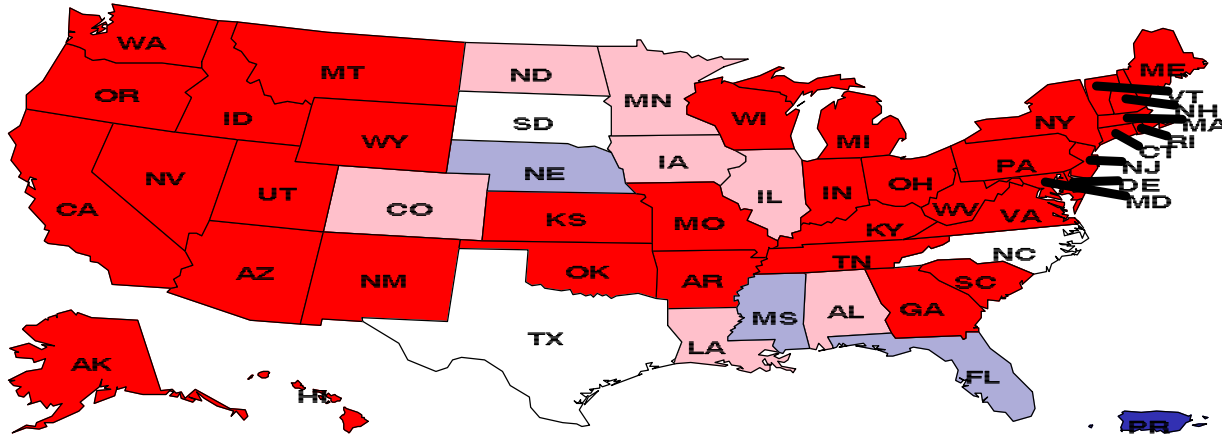 WA
MT
ND
MN
ME
OR
ID
WY
SD
WI
MI
NY
VT
NH
MA
RI
CT
NV
UT
NE
IA
IL
IN
OH
PA
NJ
DE
MD
CA
CO
KS
MO
KY
WV
VA
AZ
NM
OK
AR
TN
NC
SC
TX
LA
MS
AL
GA
FL
AK
HI
PR